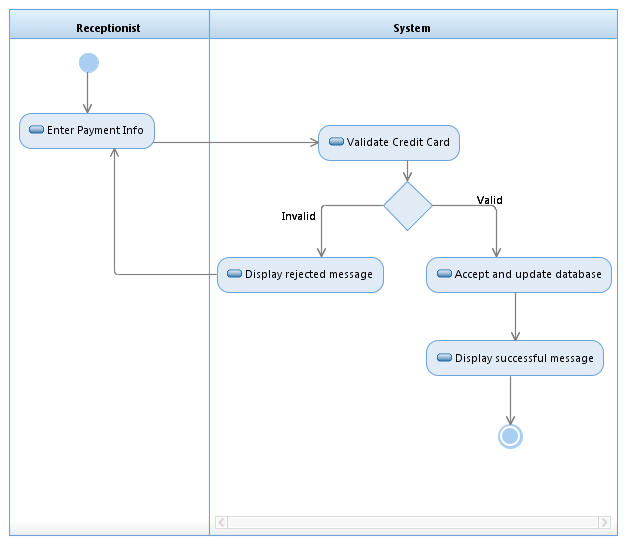 Receptionist
System
Enter Payment Info
Validate Credit Card
Invalid
Valid
Display rejected message
Accept and update database
Display successful message